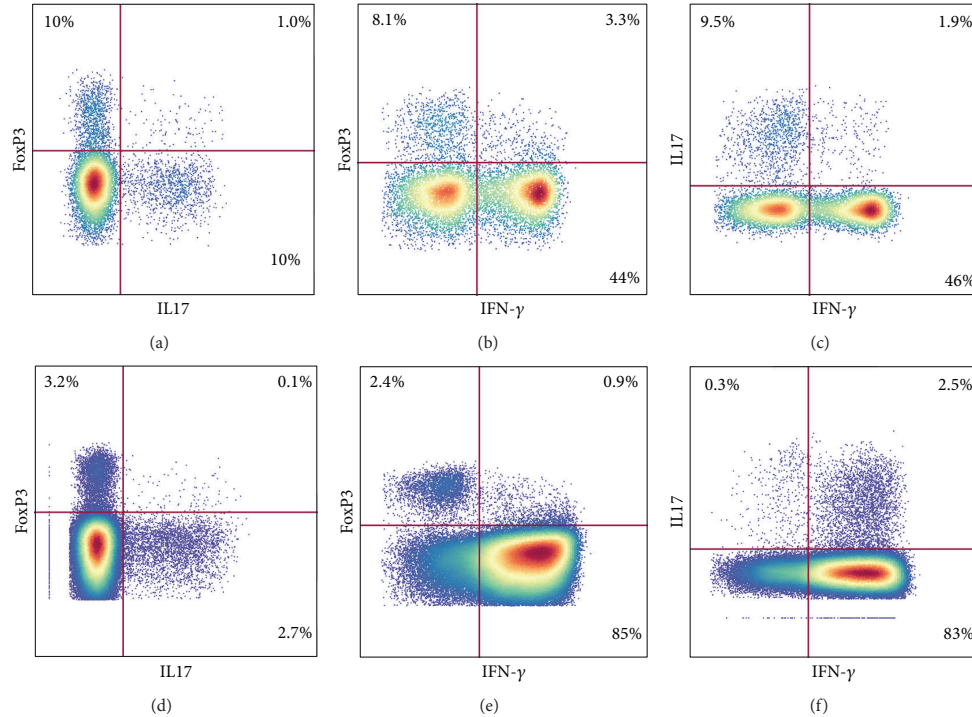 10% 1.0%
FoxP3
10%
IL17
(a)
8.1% 3.3%
FoxP3
44%
IFN-γ
(b)
9.5% 1.9%
IL17
46%
IFN-γ
(c)
3.2% 0.1%
FoxP3
2.7%
IL17
(d)
2.4% 0.9%
FoxP3
85%
IFN-γ
(e)
0.3% 2.5%
IL17
83%
IFN-γ
(f)